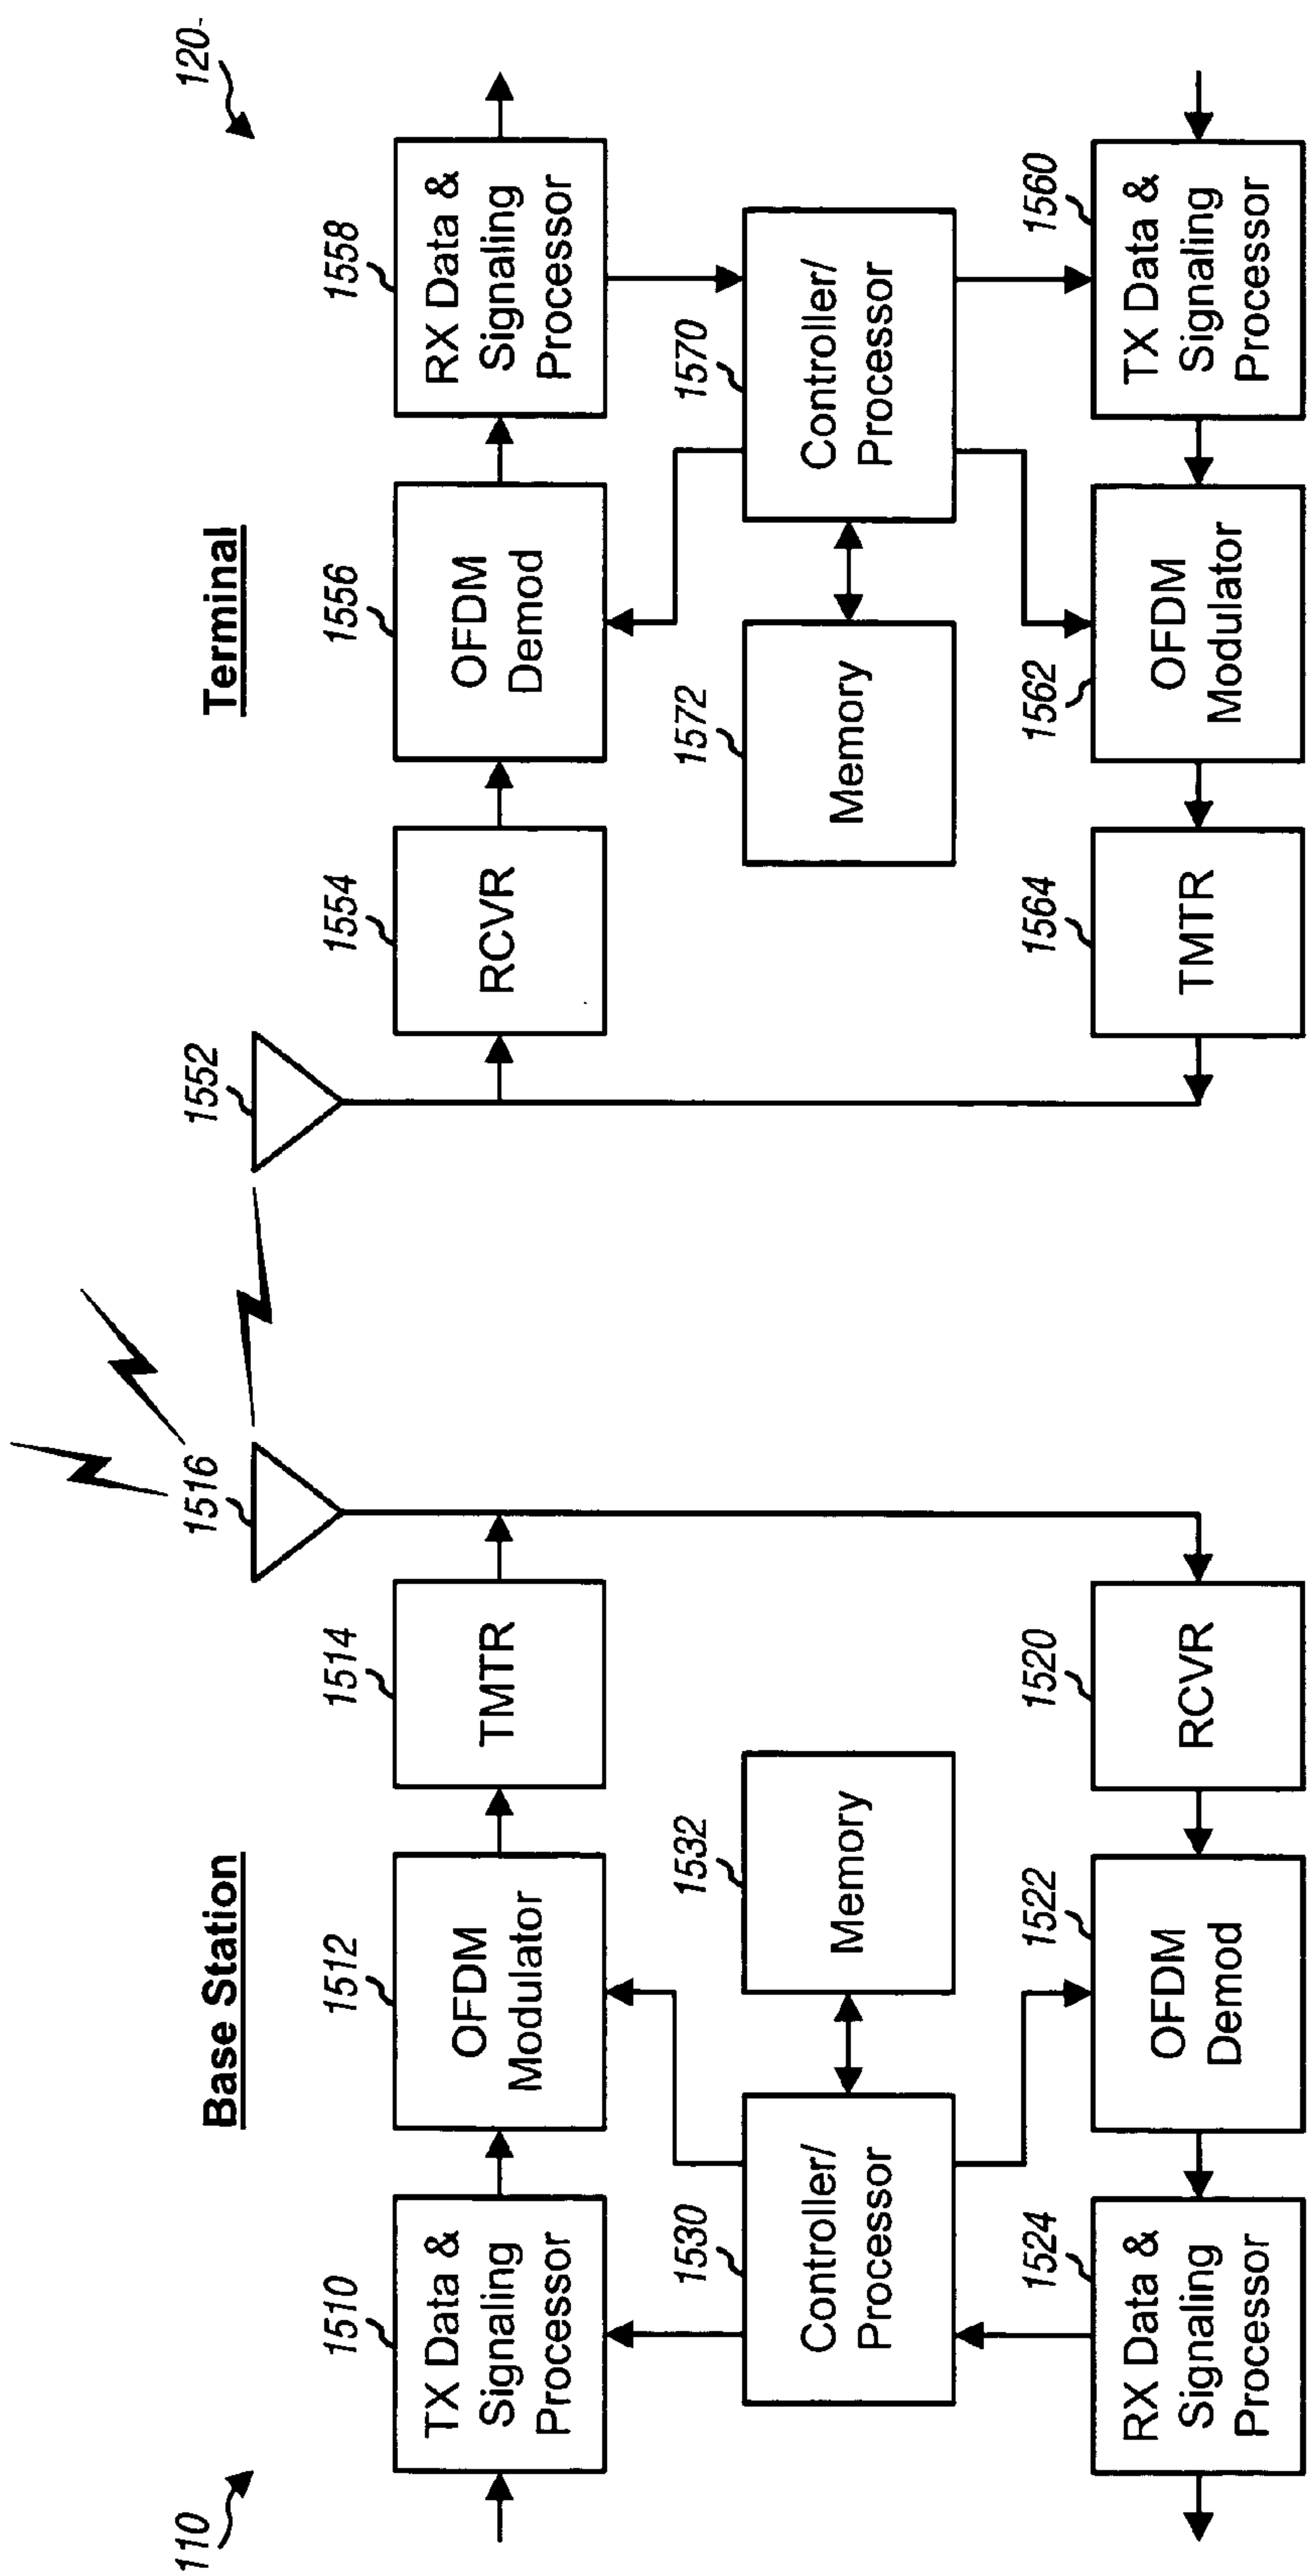 110
Base Station
Terminal
120
1510
TX Data &
Signaling
Processor
1512
OFDM
Modulator
1514
TMTR
1516
1552
1554
RCVR
1556
OFDM
Demod
1558
RX Data &
Signaling
Processor
1530
Controller/
Processor
1532
Memory
1572
Memory
1570
Controller/
Processor
1524
RX Data &
Signaling
Processor
1522
OFDM
Demod
1520
RCVR
1564
TMTR
1562
OFDM
Modulator
1560
TX Data &
Signaling
Processor